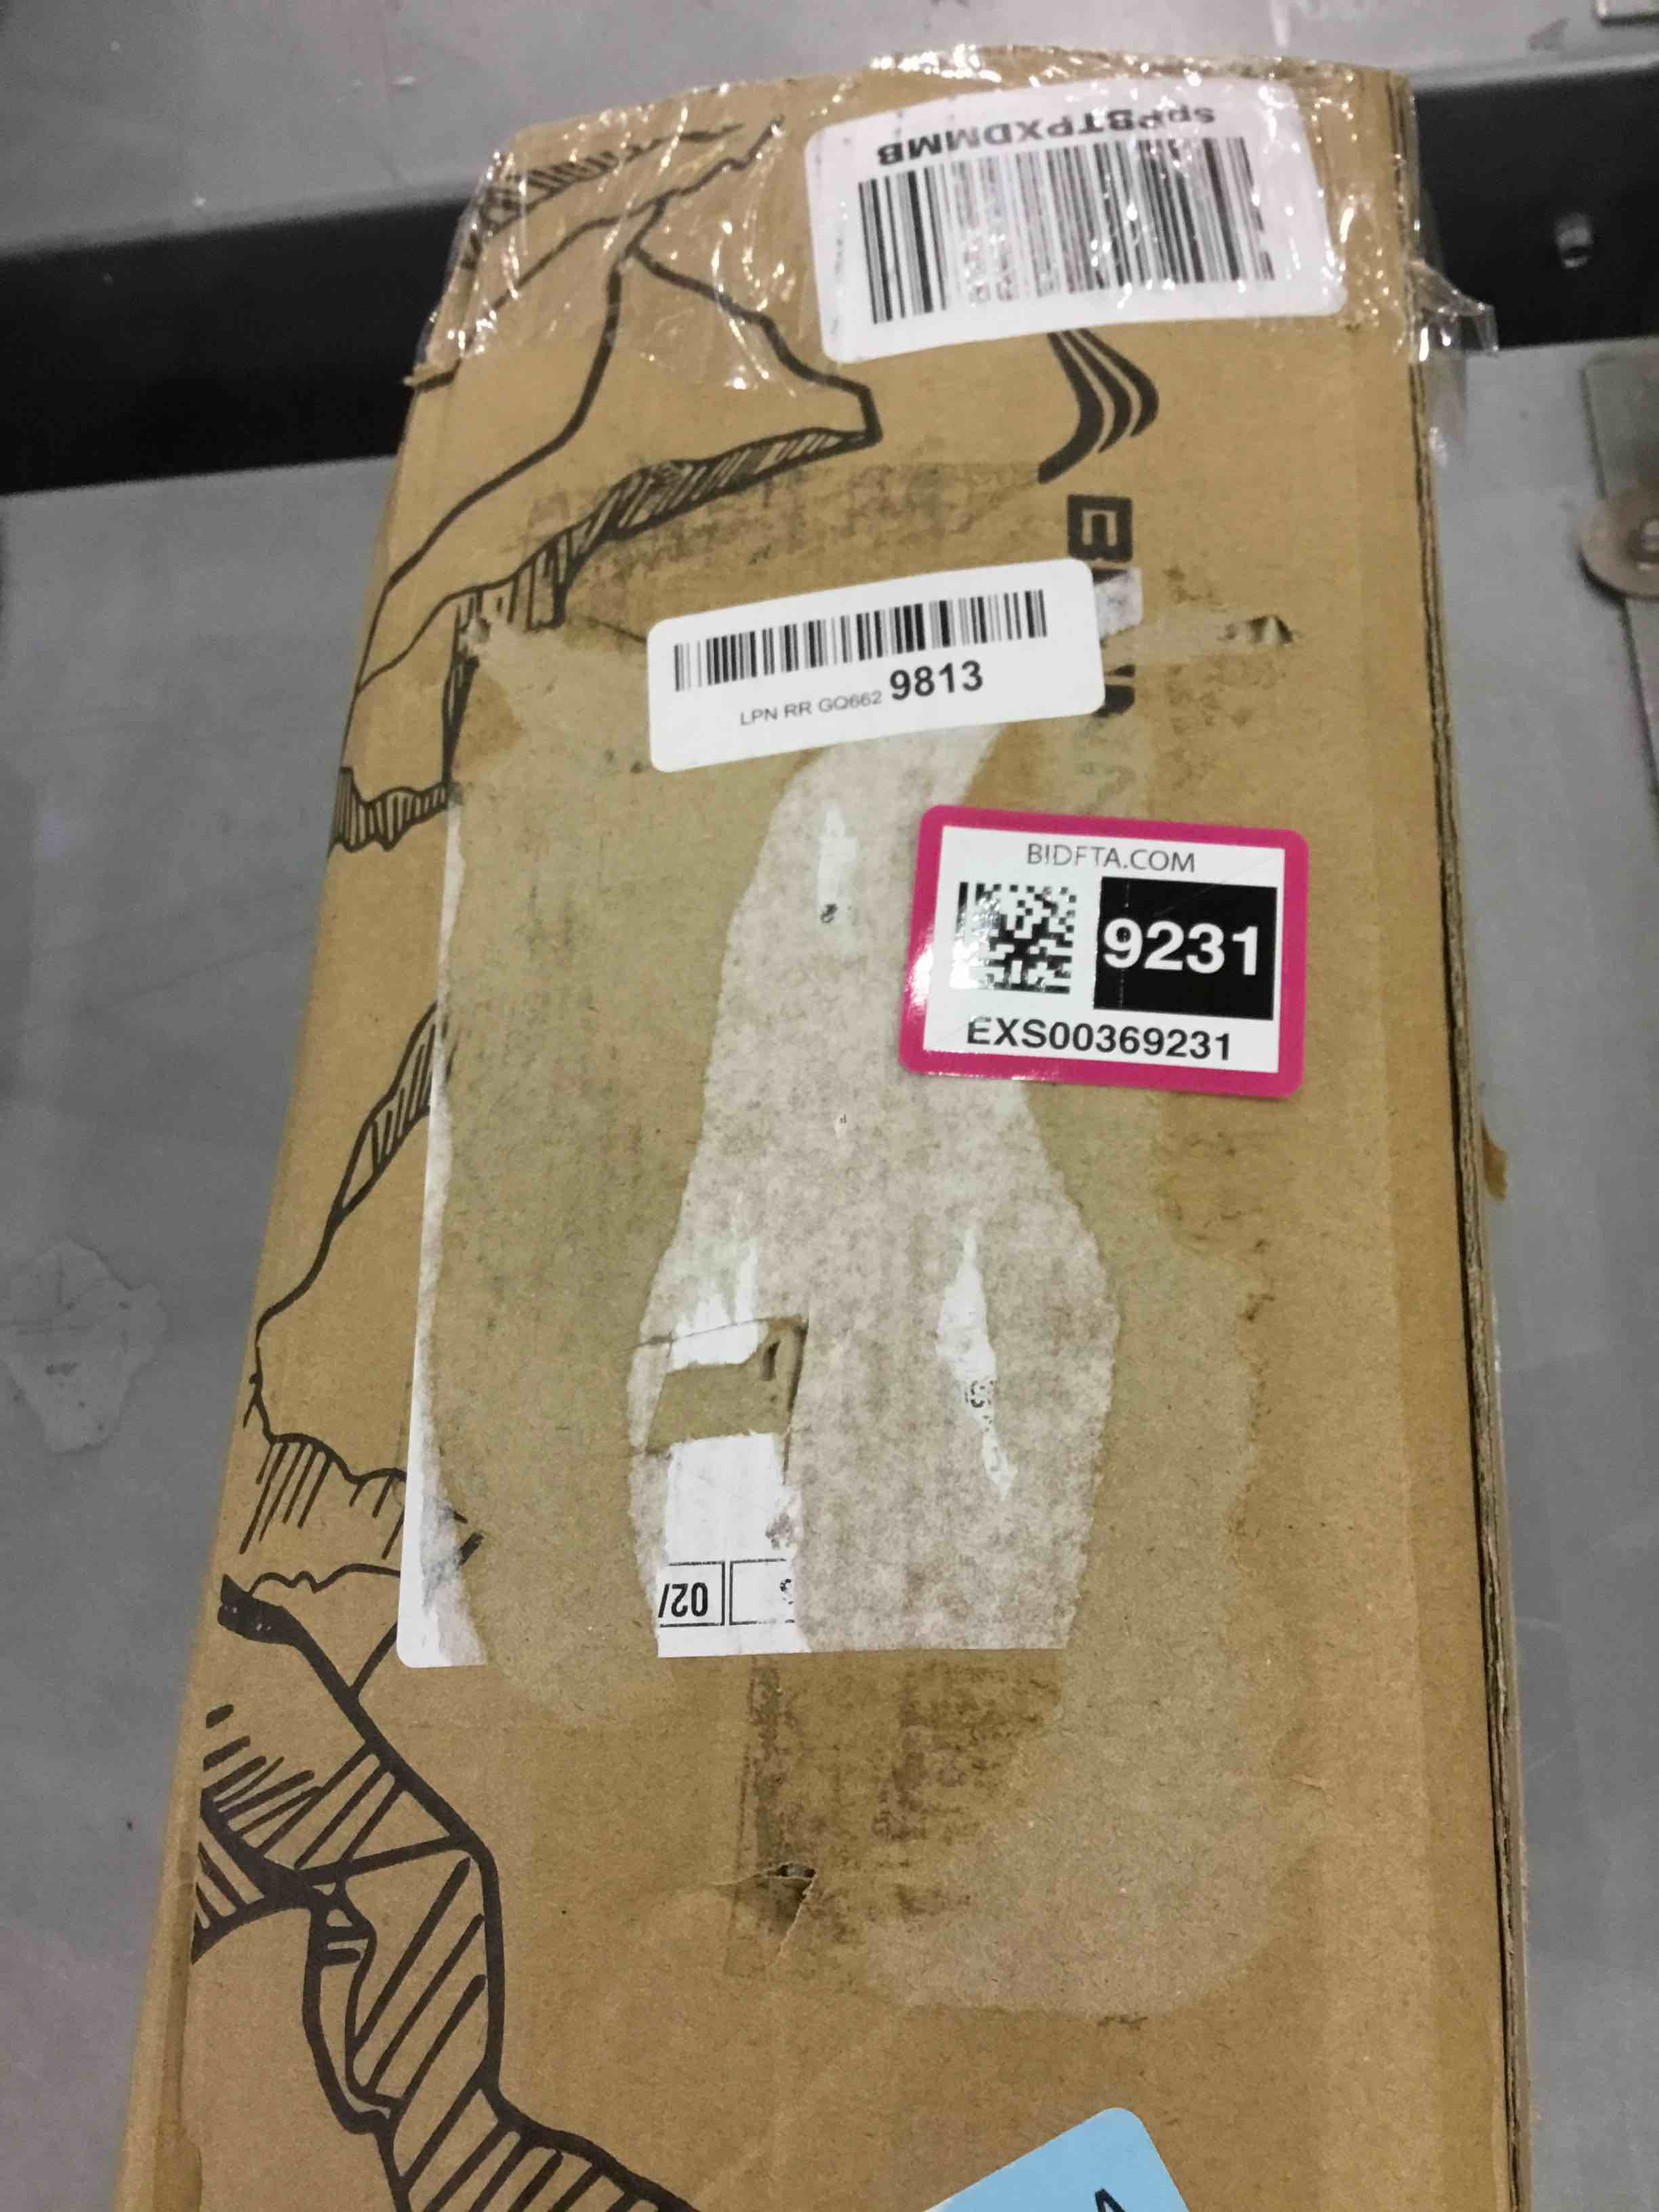 spPBTPXDMMB
LPN RR GQ662 9813
BIDFTA.COM
9231
EXS00369231
02/